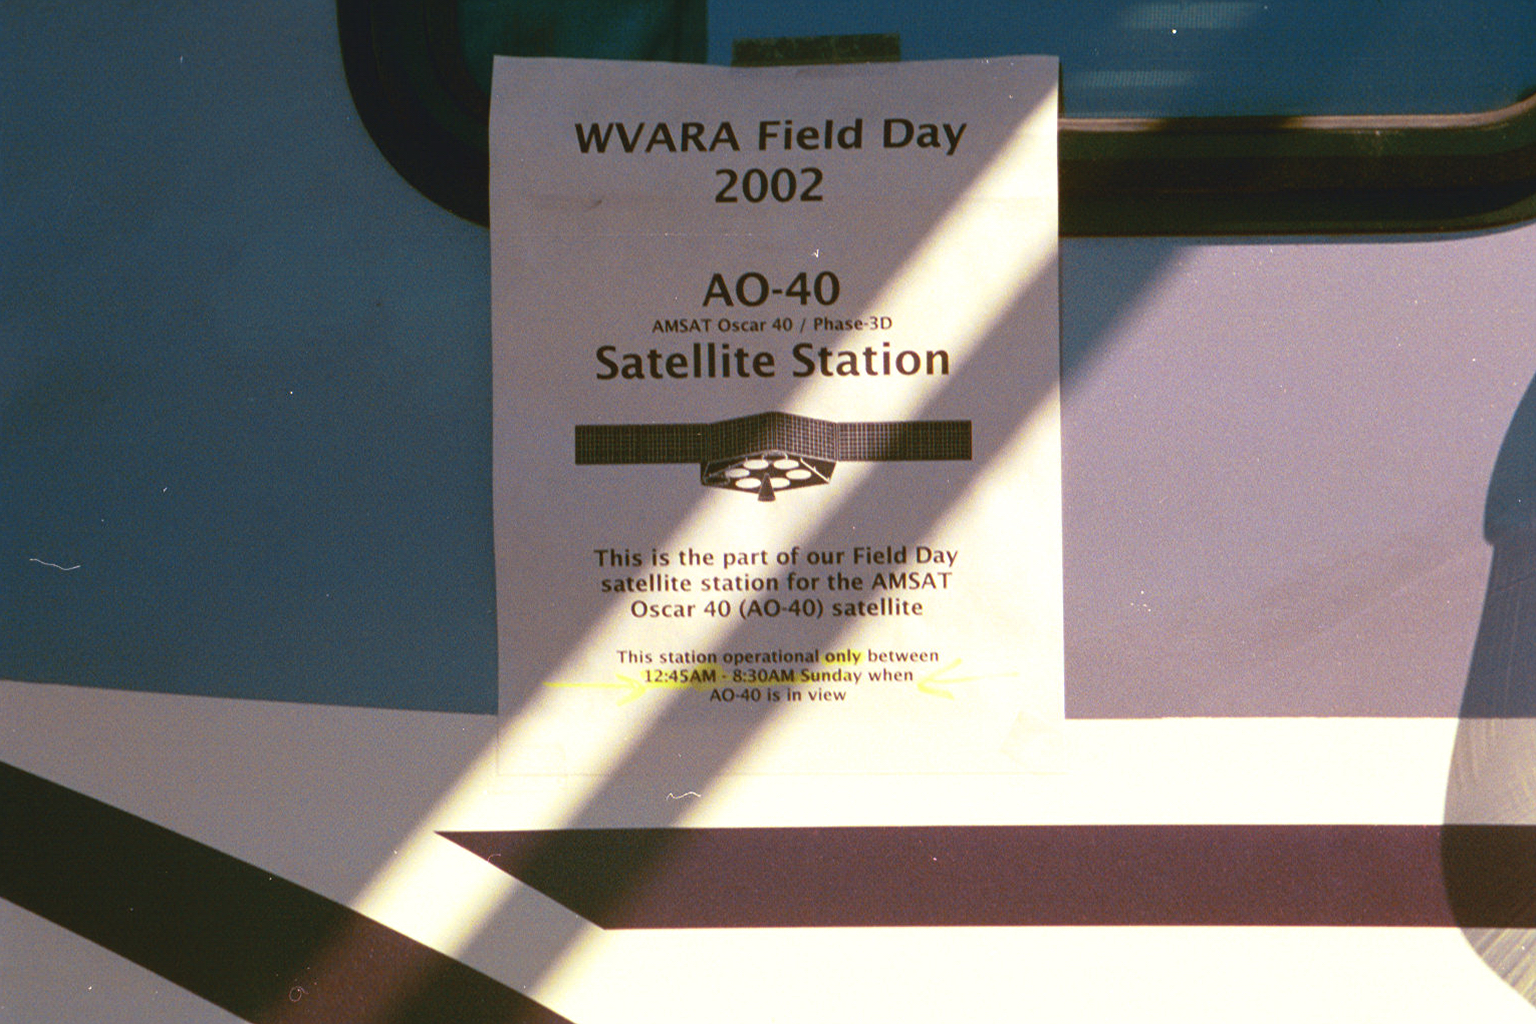 WVARA Field Day
2002
AO-40
AMSAT Oscar 40 / Phase-3D
Satellite Station
This is the part of our Field Day
satellite station for the AMSAT
Oscar 40 (AO-40) satellite
This station operational only between
12:45AM - 8:30AM Sunday when
AO-40 is in view